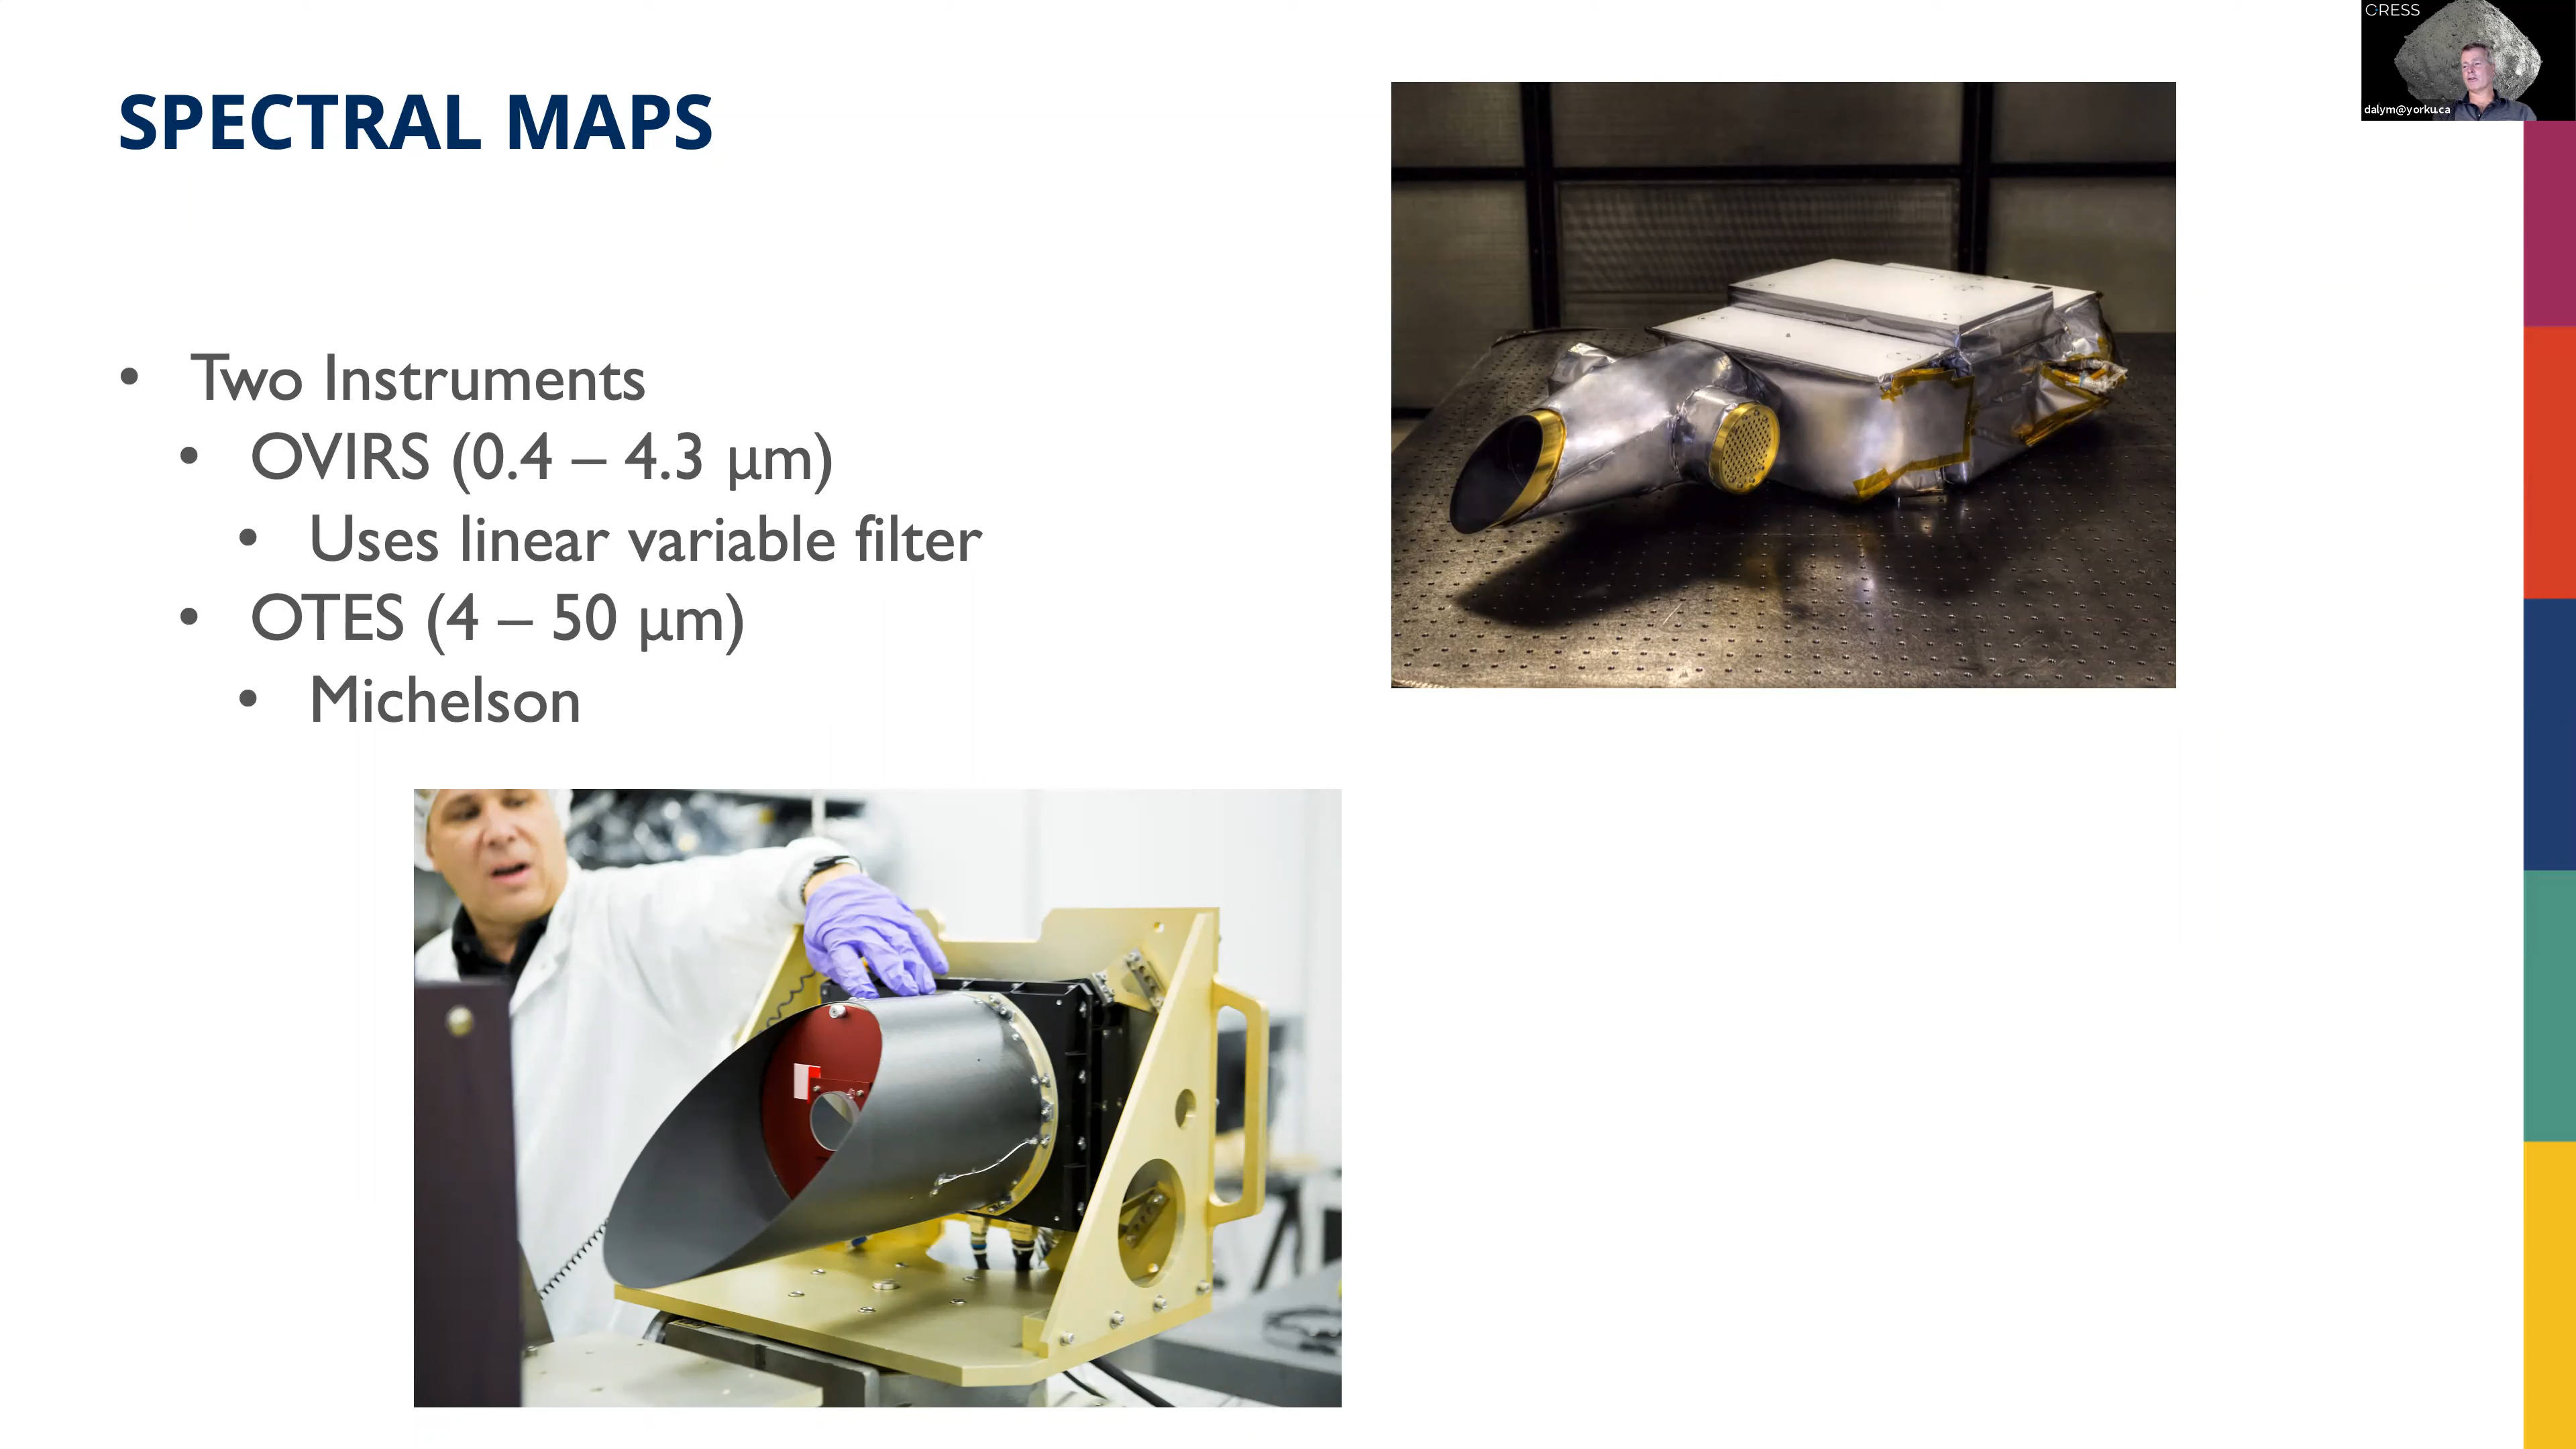 CRESS
dalym@yorku.ca
SPECTRAL MAPS
• Two Instruments
• OVIRS (0.4 – 4.3 µm)
• Uses linear variable filter
• OTES (4 – 50 µm)
• Michelson